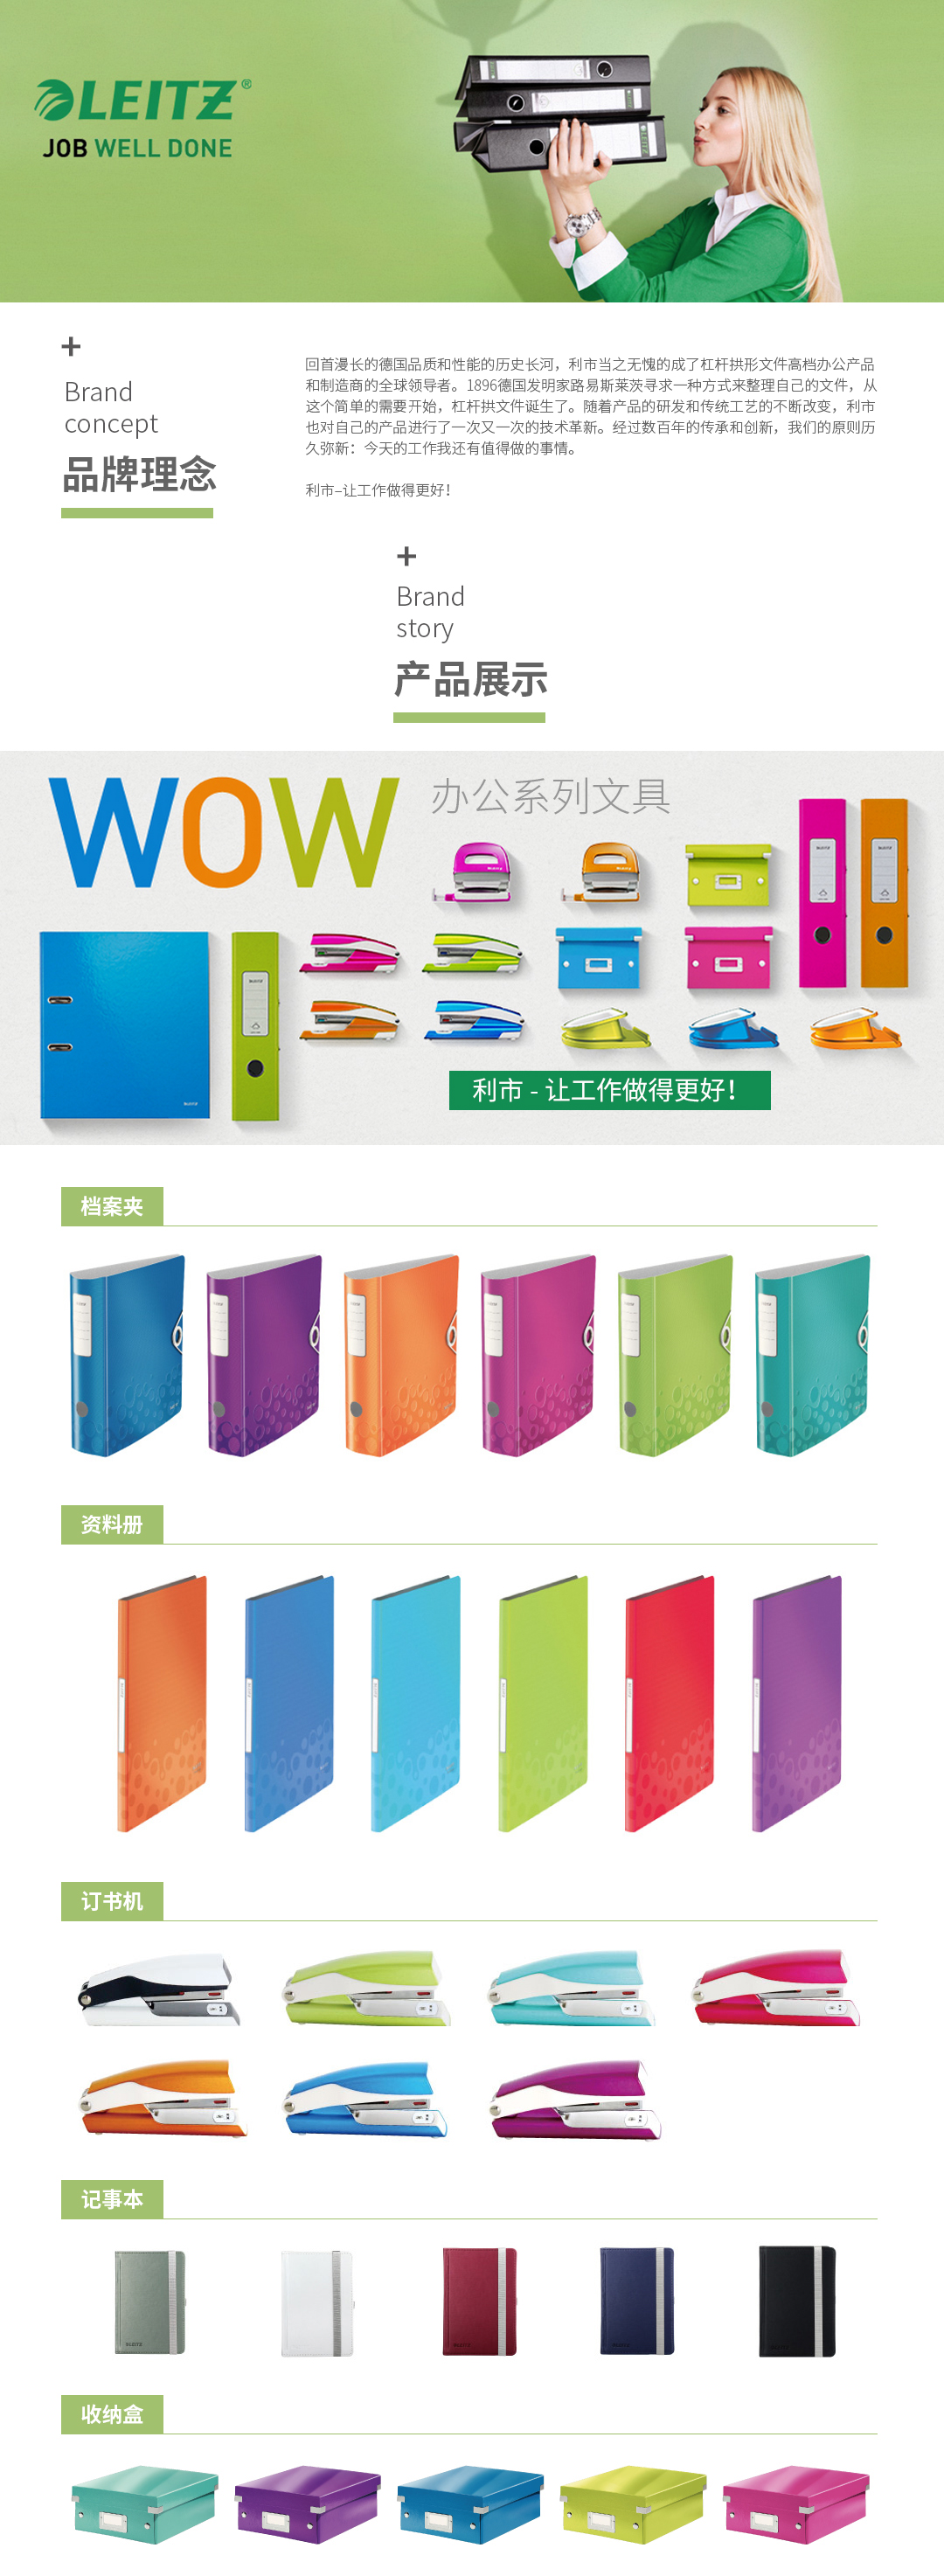 LEITZ®
JOB WELL DONE
+
Brand
concept
品牌理念
回首漫长的德国品质和性能的历史长河，利市当之无愧的成了杠杆拱形文件高档办公产品
和制造商的全球领导者。1896德国发明家路易斯莱茨寻求一种方式来整理自己的文件，从
这个简单的需要开始，杠杆拱文件诞生了。随着产品的研发和传统工艺的不断改变，利市
也对自己的产品进行了一次又一次的技术革新。经过数百年的传承和创新，我们的原则历
久弥新：今天的工作我还有值得做的事情。
利市–让工作做得更好！
+
Brand
story
产品展示
WOW
办公系列文具
LEITZ
LEITZ
LEITZ
LEITZ
利市 - 让工作做得更好！
档案夹
资料册
订书机
记事本
LEITZ
收纳盒